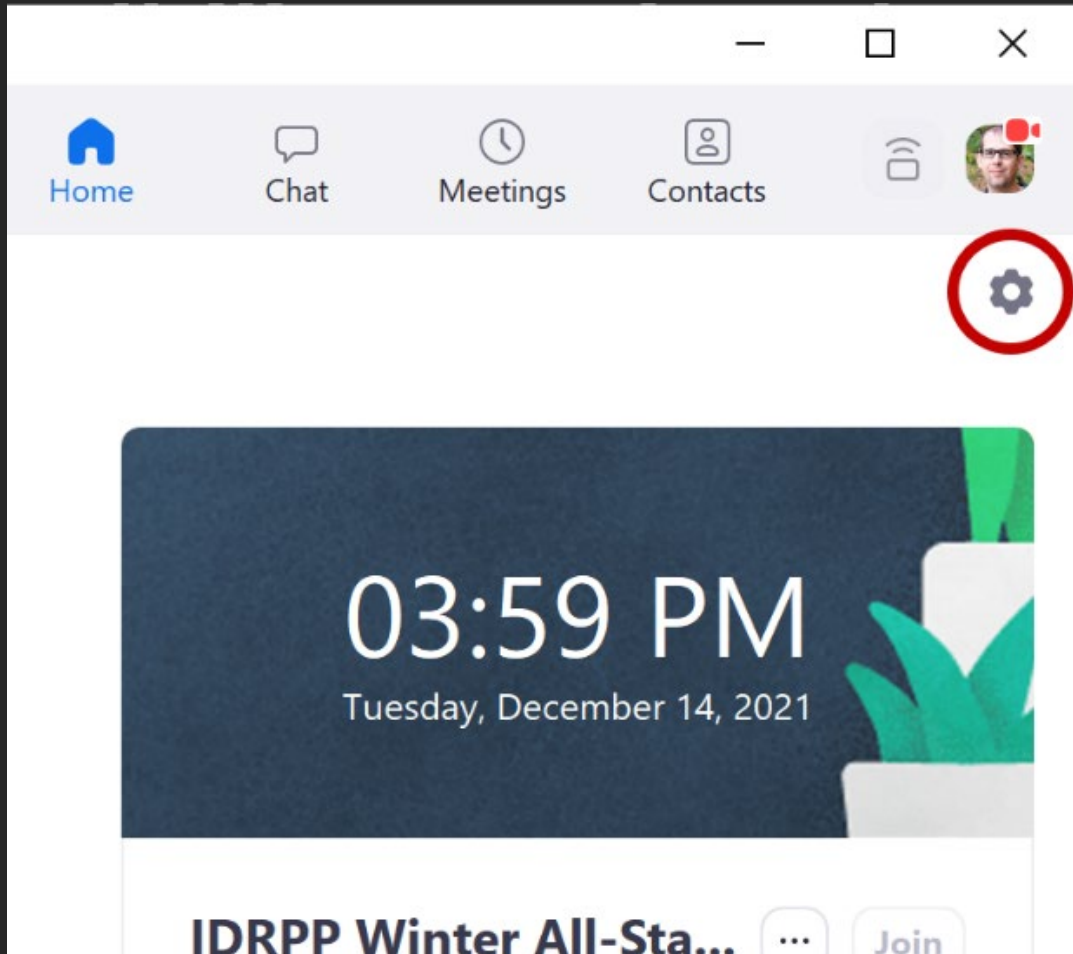 Home Chat Meetings Contacts
03:59 PM
Tuesday, December 14, 2021
IDRPP Winter All-Sta... ... Join